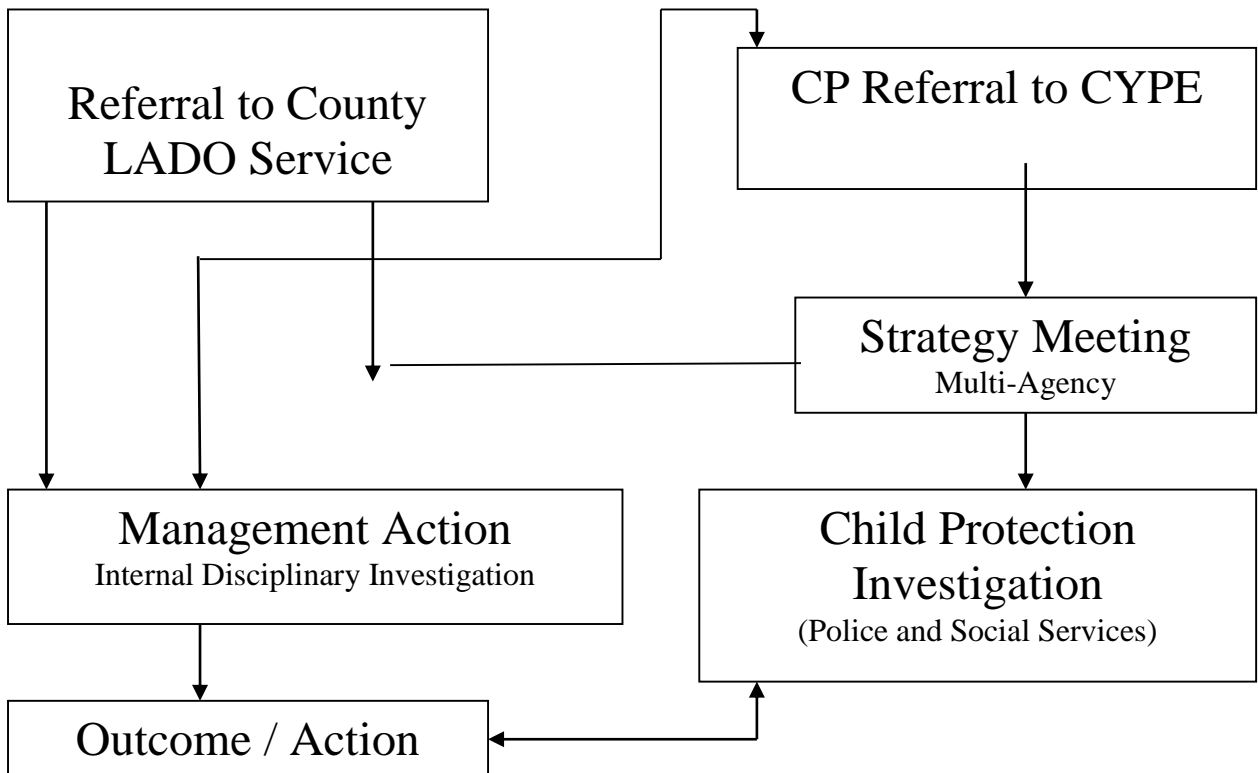 Referral to County
LADO Service
CP Referral to CYPE
Strategy Meeting
Multi-Agency
Management Action
Internal Disciplinary Investigation
Child Protection
Investigation
(Police and Social Services)
Outcome / Action